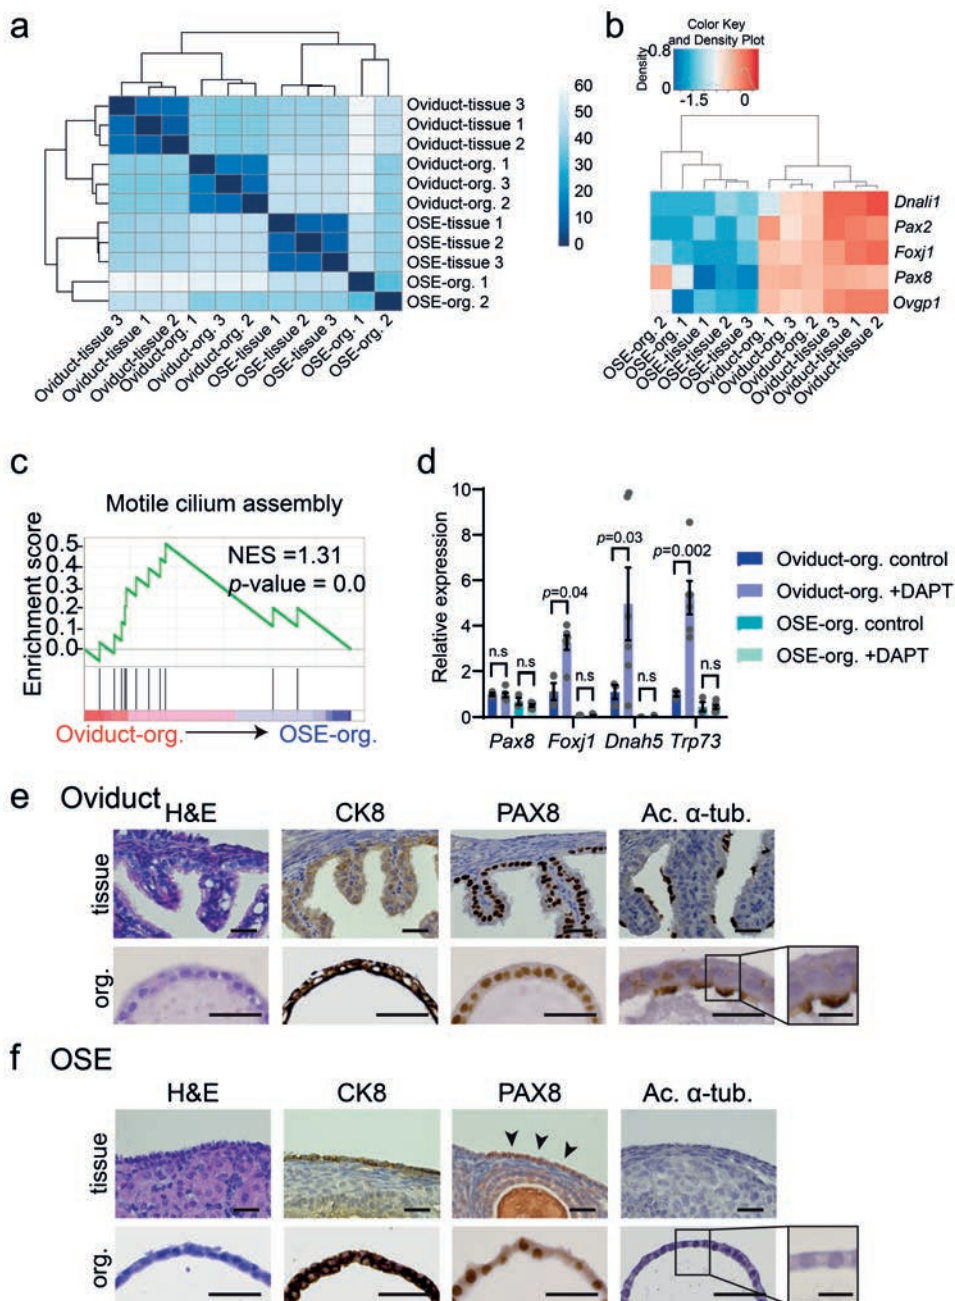 a
60
50
40
30
20
10
0
Oviduct-tissue 3
Oviduct-tissue 1
Oviduct-tissue 2
Oviduct-org. 1
Oviduct-org. 3
Oviduct-org. 2
OSE-tissue 1
OSE-tissue 2
OSE-tissue 3
OSE-org. 1
OSE-org. 2
Oviduct-tissue 3
Oviduct-tissue 1
Oviduct-tissue 2
Oviduct-org. 1
Oviduct-org. 3
Oviduct-org. 2
OSE-tissue 1
OSE-tissue 2
OSE-tissue 3
OSE-org. 1
OSE-org. 2
b
Color Key
and Density Plot
Density
0.8
0
-1.5 0
Dnali1
Pax2
Foxj1
Pax8
Ovgp1
OSE-org. 2
OSE-org. 1
OSE-tissue 1
OSE-tissue 2
OSE-tissue 3
Oviduct-org. 1
Oviduct-org. 3
Oviduct-org. 2
Oviduct-tissue 3
Oviduct-tissue 1
Oviduct-tissue 2
c
Motile cilium assembly
Enrichment score
0.5
0.4
0.3
0.2
0.1
0.0
NES =1.31
p-value = 0.0
Oviduct-org. OSE-org.
d
Relative expression
10
8
6
4
2
0
n.s n.s p=0.04 n.s p=0.03 n.s p=0.002 n.s
Pax8 Foxj1 Dnah5 Trp73
Oviduct-org. control
Oviduct-org. +DAPT
OSE-org. control
OSE-org. +DAPT
e Oviduct
H&E CK8 PAX8 Ac. α-tub.
tissue
org.
f OSE
H&E CK8 PAX8 Ac. α-tub.
tissue
org.